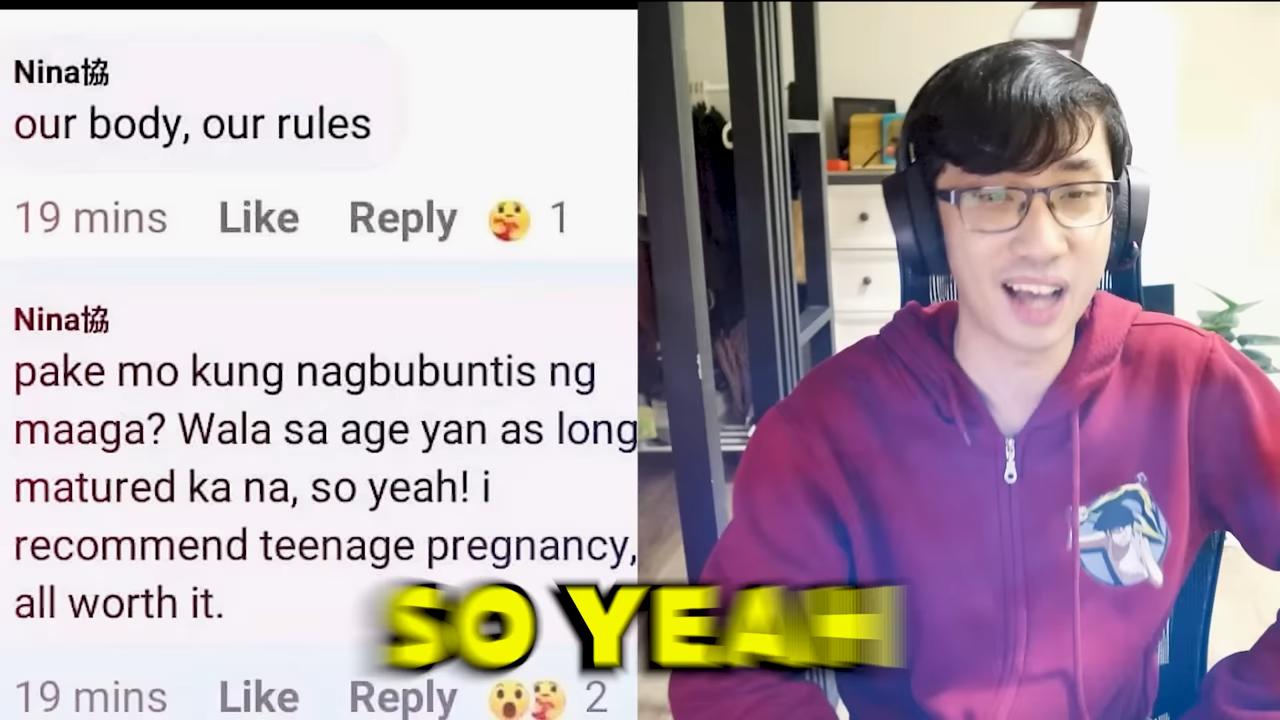 Nina協
our body, our rules
19 mins Like Reply 1
Nina協
pake mo kung nagbubuntis ng
maaga? Wala sa age yan as long
matured ka na, so yeah! i
recommend teenage pregnancy,
all worth it.
SO YEAH
19 mins Like Reply 2